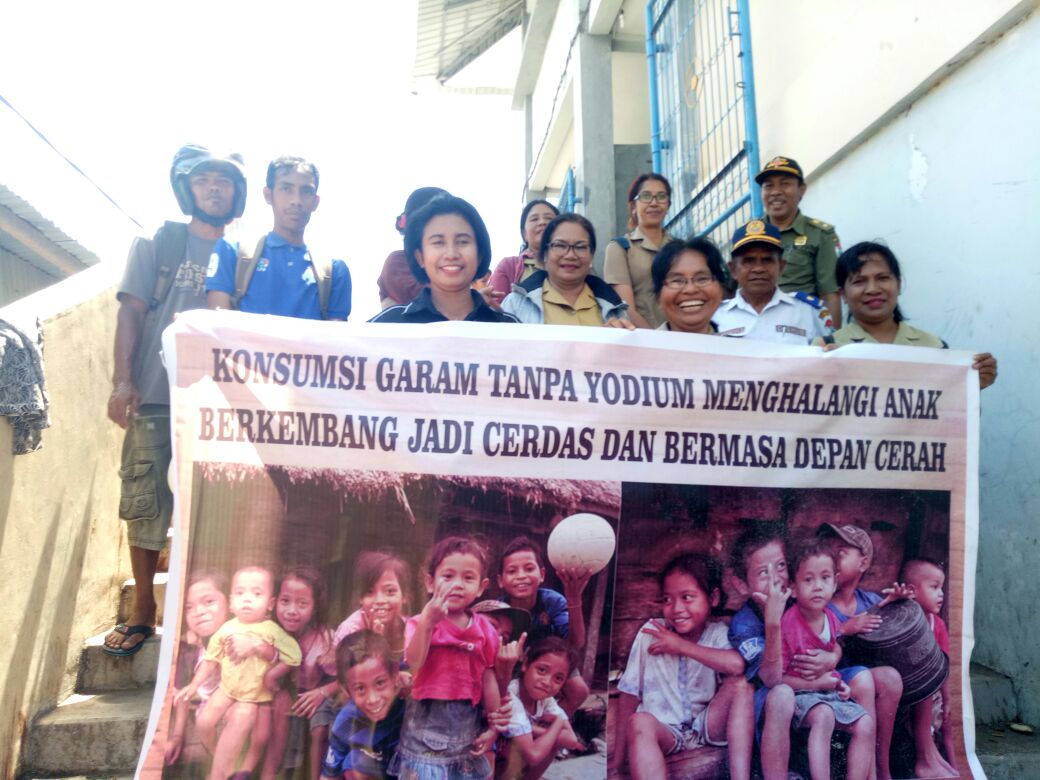 KONSUMSI GARAM TANPA YODIUM MENGHALANGI ANAK
BERKEMBANG JADI CERDAS DAN BERMASA DEPAN CERAH